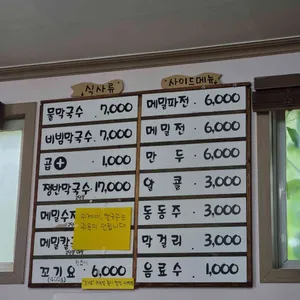 식사류
물막국수 7,000
비빔막국수 7,000
곱 + 1,000
쟁반막국수 17,000
메밀수제
메밀칼국
꼬기요 6,000
사이드메뉴
메밀파전 6,000
메밀전 6,000
만두 6,000
알콜 3,000
동동주 3,000
막걸리 3,000
음료수 1,000